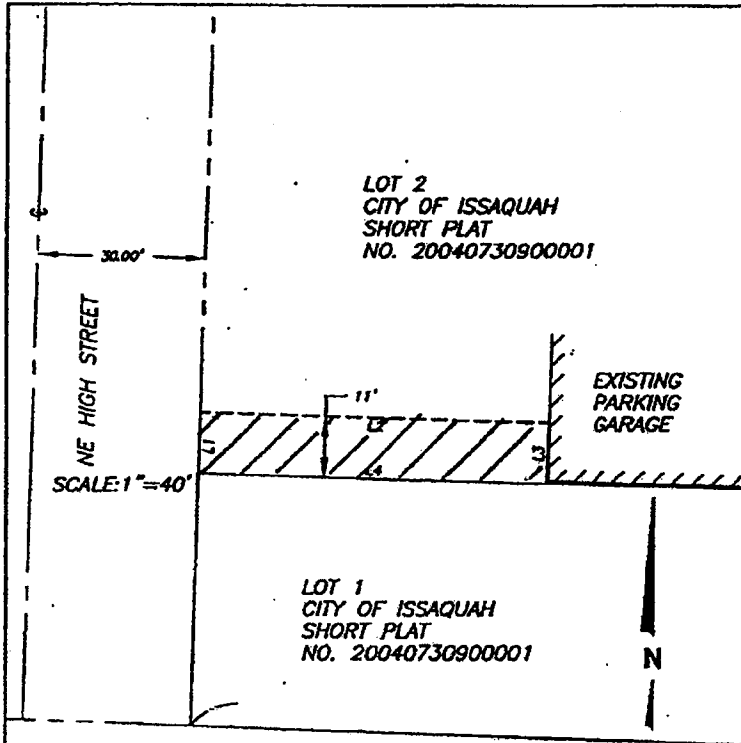 LOT 2
CITY OF ISSAQUAH
SHORT PLAT
NO. 20040730900001
30.00'
NE HIGH STREET
11'
EXISTING
PARKING
GARAGE
L1
L2
L3
L4
SCALE: 1"=40'
LOT 1
CITY OF ISSAQUAH
SHORT PLAT
NO. 20040730900001
N